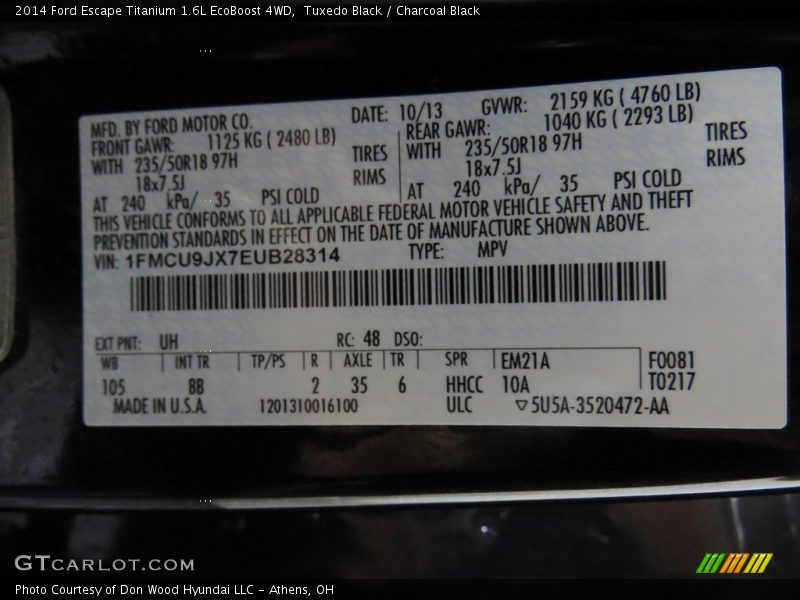 2014 Ford Escape Titanium 1.6L EcoBoost 4WD,  Tuxedo Black / Charcoal Black
MFD. BY FORD MOTOR CO.
DATE: 10/13
GVWR: 2159 KG ( 4760 LB)
FRONT GAWR: 1125 KG ( 2480 LB)
REAR GAWR: 1040 KG ( 2293 LB)
WITH 235/50R18 97H TIRES
WITH 235/50R18 97H TIRES
18x7.5J RIMS
18x7.5J RIMS
AT 240 kPa/ 35 PSI COLD
AT 240 kPa/ 35 PSI COLD
THIS VEHICLE CONFORMS TO ALL APPLICABLE FEDERAL MOTOR VEHICLE SAFETY AND THEFT
PREVENTION STANDARDS IN EFFECT ON THE DATE OF MANUFACTURE SHOWN ABOVE.
VIN: 1FMCU9JX7EUB28314 TYPE: MPV
EXT PNT: UH RC: 48 DSO:
WB INT TR TP/PS R AXLE TR SPR EM21A F0081
105 8B 2 35 6 HHCC 10A T0217
MADE IN U.S.A. 1201310016100 ULC ▽5U5A-3520472-AA
GTCARLOT.COM
Photo Courtesy of Don Wood Hyundai LLC - Athens, OH